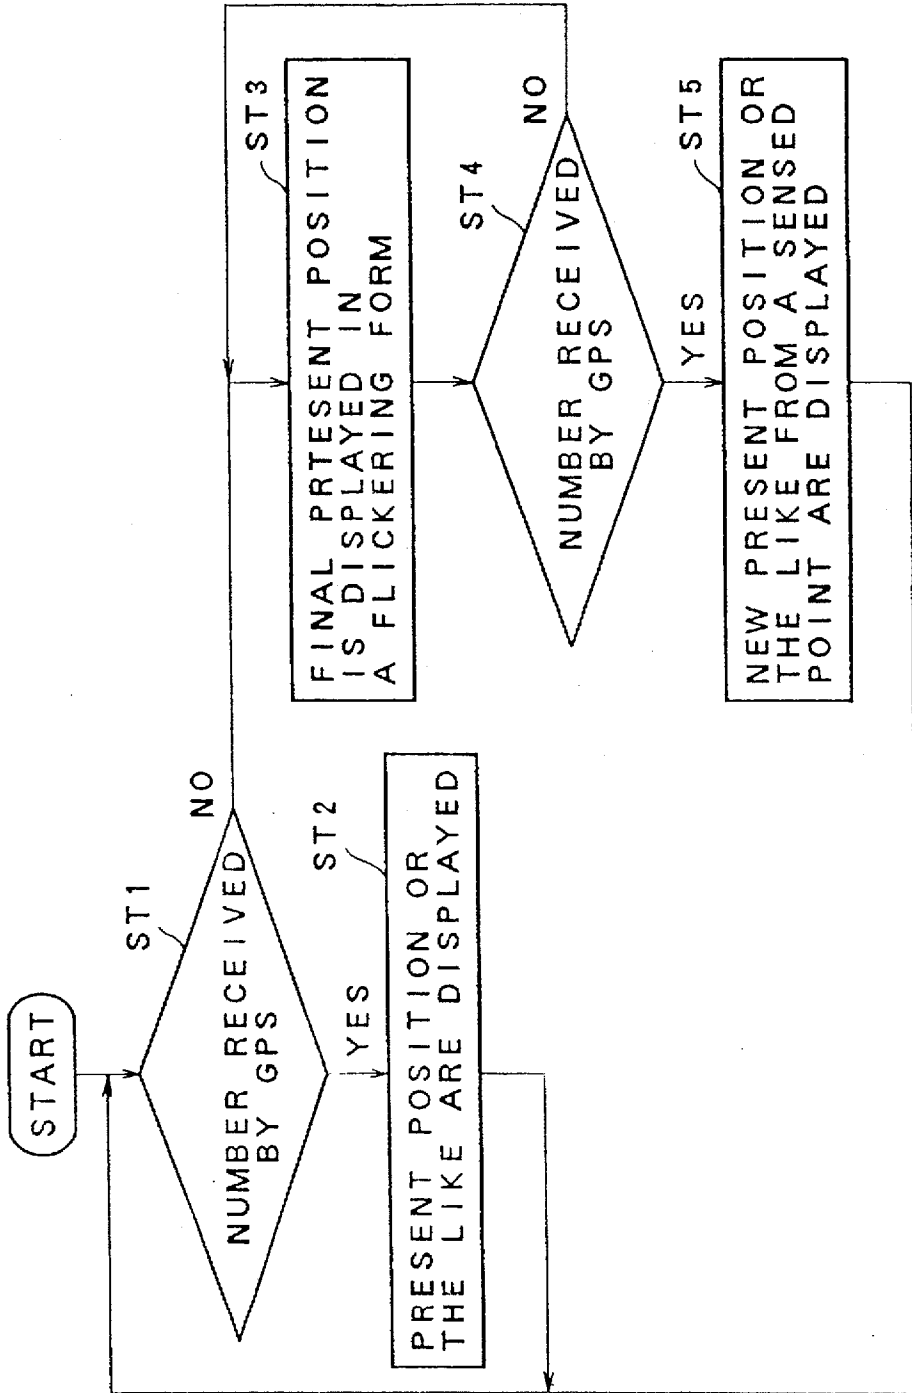 START
ST1
NUMBER RECEIVED
BY GPS
NO
YES
ST2
PRESENT POSITION OR
THE LIKE ARE DISPLAYED
ST3
FINAL PRTESENT POSITION
IS DISPLAYED IN
A FLICKERING FORM
ST4
NUMBER RECEIVED
BY GPS
NO
YES
ST5
NEW PRESENT POSITION OR
THE LIKE FROM A SENSED
POINT ARE DISPLAYED